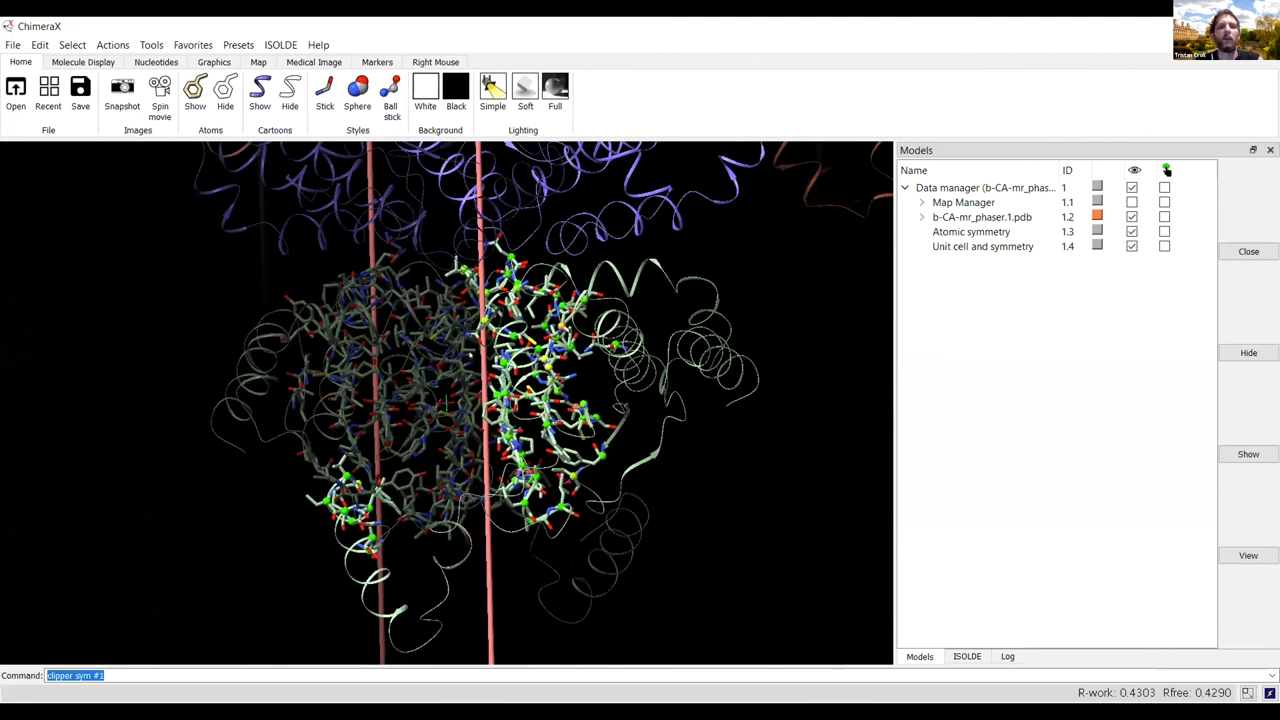 ChimeraX
File Edit Select Actions Tools Favorites Presets ISOLDE Help
Home Molecule Display Nucleotides Graphics Map Medical Image Markers Right Mouse
Open Recent Save Snapshot Spin movie Show Hide Show Hide Stick Sphere Ball stick White Black Simple Soft Full
File Images Atoms Cartoons Styles Background Lighting
Tristan Croll
Models
Name ID
Data manager (b-CA-mr_phas... 1
Map Manager 1.1
b-CA-mr_phaser.1.pdb 1.2
Atomic symmetry 1.3
Unit cell and symmetry 1.4
Close
Hide
Show
View
Models ISOLDE Log
Command: clipper sym #1
R-work: 0.4303 Rfree: 0.4290